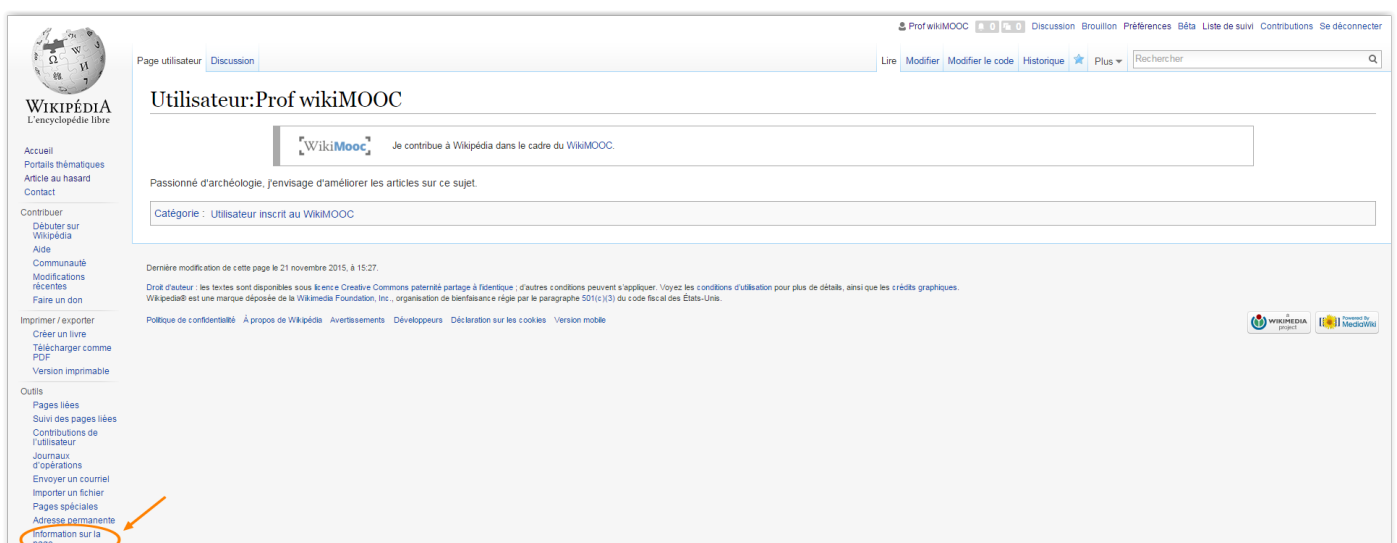 Prof wikiMOOC 0 0 Discussion Brouillon Préférences Bêta Liste de suivi Contributions Se déconnecter
Page utilisateur Discussion Lire Modifier Modifier le code Historique Plus Rechercher
WIKIPÉDIA
L'encyclopédie libre
Utilisateur:Prof wikiMOOC
[WikiMooc] Je contribue à Wikipédia dans le cadre du WikiMOOC.
Passionné d'archéologie, j'envisage d'améliorer les articles sur ce sujet.
Catégorie : Utilisateur inscrit au WikiMOOC
Dernière modification de cette page le 21 novembre 2015, à 15:27.
Droit d'auteur : les textes sont disponibles sous licence Creative Commons paternité partage à l'identique ; d'autres conditions peuvent s'appliquer. Voyez les conditions d'utilisation pour plus de détails, ainsi que les crédits graphiques.
Wikipedia® est une marque déposée de la Wikimedia Foundation, Inc., organisation de bienfaisance régie par le paragraphe 501(c)(3) du code fiscal des États-Unis.
Politique de confidentialité À propos de Wikipédia Avertissements Développeurs Déclaration sur les cookies Version mobile
a WIKIMEDIA project
Powered By MediaWiki
Accueil
Portails thématiques
Article au hasard
Contact
Contribuer
Débuter sur
Wikipédia
Aide
Communauté
Modifications
récentes
Faire un don
Imprimer / exporter
Créer un livre
Télécharger comme
PDF
Version imprimable
Outils
Pages liées
Suivi des pages liées
Contributions de
l'utilisateur
Journaux
d'opérations
Envoyer un courriel
Importer un fichier
Pages spéciales
Adresse permanente
Information sur la